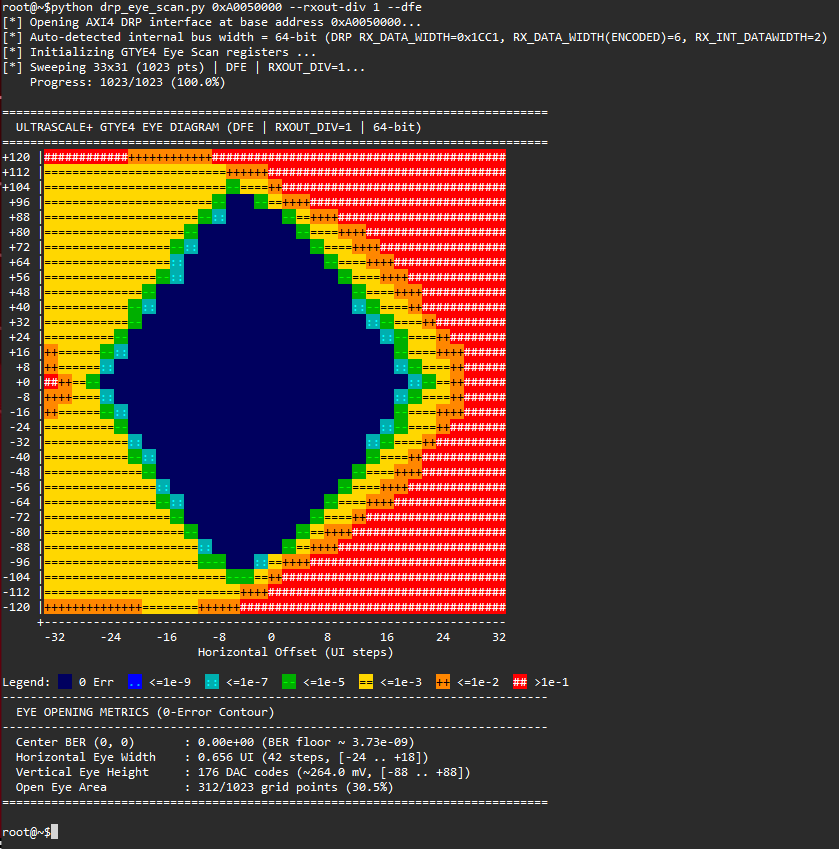 root@~$python drp_eye_scan.py 0xA0050000 --rxout-div 1 --dfe
[*] Opening AXI4 DRP interface at base address 0xA0050000...
[*] Auto-detected internal bus width = 64-bit (DRP RX_DATA_WIDTH=0x1CC1, RX_DATA_WIDTH(ENCODED)=6, RX_INT_DATAWIDTH=2)
[*] Initializing GTYE4 Eye Scan registers ...
[*] Sweeping 33x31 (1023 pts) | DFE | RXOUT_DIV=1...
Progress: 1023/1023 (100.0%)
==============================================================================
ULTRASCALE+ GTYE4 EYE DIAGRAM (DFE | RXOUT_DIV=1 | 64-bit)
==============================================================================
+120 |
+112 |
+104 |
+96 |
+88 |
+80 |
+72 |
+64 |
+56 |
+48 |
+40 |
+32 |
+24 |
+16 |
+8 |
+0 |
-8 |
-16 |
-24 |
-32 |
-40 |
-48 |
-56 |
-64 |
-72 |
-80 |
-88 |
-96 |
-104 |
-112 |
-120 |
+------------------------------------------------------------------
-32 -24 -16 -8 0 8 16 24 32
Horizontal Offset (UI steps)
Legend: 0 Err .. <=1e-9 :: <=1e-7 -- <=1e-5 == <=1e-3 ++ <=1e-2 ## >1e-1
------------------------------------------------------------------------------
EYE OPENING METRICS (0-Error Contour)
------------------------------------------------------------------------------
Center BER (0, 0) : 0.00e+00 (BER floor ~ 3.73e-09)
Horizontal Eye Width : 0.656 UI (42 steps, [-24 .. +18])
Vertical Eye Height : 176 DAC codes (~264.0 mV, [-88 .. +88])
Open Eye Area : 312/1023 grid points (30.5%)
==============================================================================
root@~$